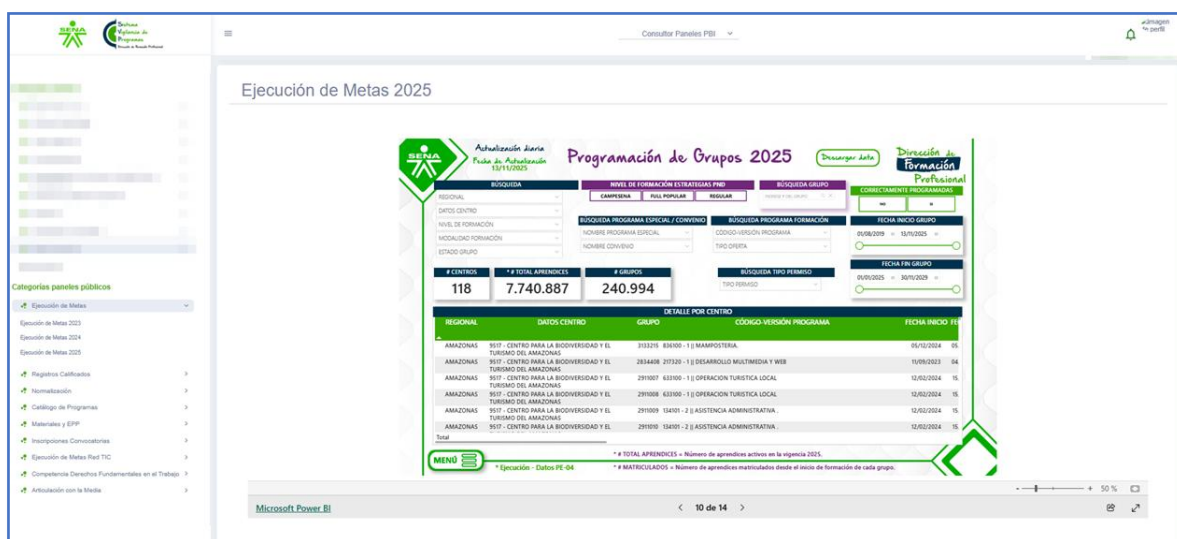 SENA
Sistema
Vigilancia de
Programas
Consultor Paneles PBI
Ejecución de Metas 2025
SENA
Actualización diaria
Fecha de Actualización
13/11/2025
Programación de Grupos 2025
Descargar data
Dirección de
Formación
Profesional
BÚSQUEDA
REGIONAL
DATOS CENTRO
NIVEL DE FORMACIÓN
MODALIDAD FORMACIÓN
ESTADO GRUPO
NIVEL DE FORMACIÓN ESTRATEGIAS PND
CAMPESENA FULL POPULAR REGULAR
BÚSQUEDA GRUPO
CORRECTAMENTE PROGRAMADAS
NO
BÚSQUEDA PROGRAMA ESPECIAL / CONVENIO
NOMBRE PROGRAMA ESPECIAL
NOMBRE CONVENIO
BÚSQUEDA PROGRAMA FORMACIÓN
CÓDIGO-VERSIÓN PROGRAMA
TIPO OFERTA
FECHA INICIO GRUPO
01/08/2019 13/11/2025
FECHA FIN GRUPO
01/01/2025 30/11/2029
# CENTROS
118
* # TOTAL APRENDICES
7.740.887
# GRUPOS
240.994
BÚSQUEDA TIPO PERMISO
TIPO PERMISO
DETALLE POR CENTRO
REGIONAL DATOS CENTRO GRUPO CÓDIGO-VERSIÓN PROGRAMA FECHA INICIO
AMAZONAS 9517 - CENTRO PARA LA BIODIVERSIDAD Y EL 3133215 836100 - 1 || MAMPOSTERIA. 05/12/2024 05.
TURISMO DEL AMAZONAS
AMAZONAS 9517 - CENTRO PARA LA BIODIVERSIDAD Y EL 2834408 217320 - 1 || DESARROLLO MULTIMEDIA Y WEB 11/09/2023 04.
TURISMO DEL AMAZONAS
AMAZONAS 9517 - CENTRO PARA LA BIODIVERSIDAD Y EL 2911007 633100 - 1 || OPERACION TURISTICA LOCAL 12/02/2024 15.
TURISMO DEL AMAZONAS
AMAZONAS 9517 - CENTRO PARA LA BIODIVERSIDAD Y EL 2911008 633100 - 1 || OPERACION TURISTICA LOCAL 12/02/2024 15.
TURISMO DEL AMAZONAS
AMAZONAS 9517 - CENTRO PARA LA BIODIVERSIDAD Y EL 2911009 134101 - 2 || ASISTENCIA ADMINISTRATIVA . 12/02/2024 15.
TURISMO DEL AMAZONAS
AMAZONAS 9517 - CENTRO PARA LA BIODIVERSIDAD Y EL 2911010 134101 - 2 || ASISTENCIA ADMINISTRATIVA . 12/02/2024 15.
Total
MENÚ
* Ejecución - Datos PE-04
* # TOTAL APRENDICES = Número de aprendices activos en la vigencia 2025.
* # MATRICULADOS = Número de aprendices matriculados desde el inicio de formación de cada grupo.
Categorías paneles públicos
Ejecución de Metas
Ejecución de Metas 2023
Ejecución de Metas 2024
Ejecución de Metas 2025
Registros Calificados
Normalización
Catálogo de Programas
Materiales y EPP
Inscripciones Convocatorias
Ejecución de Metas Red TIC
Competencia Derechos Fundamentales en el Trabajo
Articulación con la Media
50 %
Microsoft Power BI
10 de 14